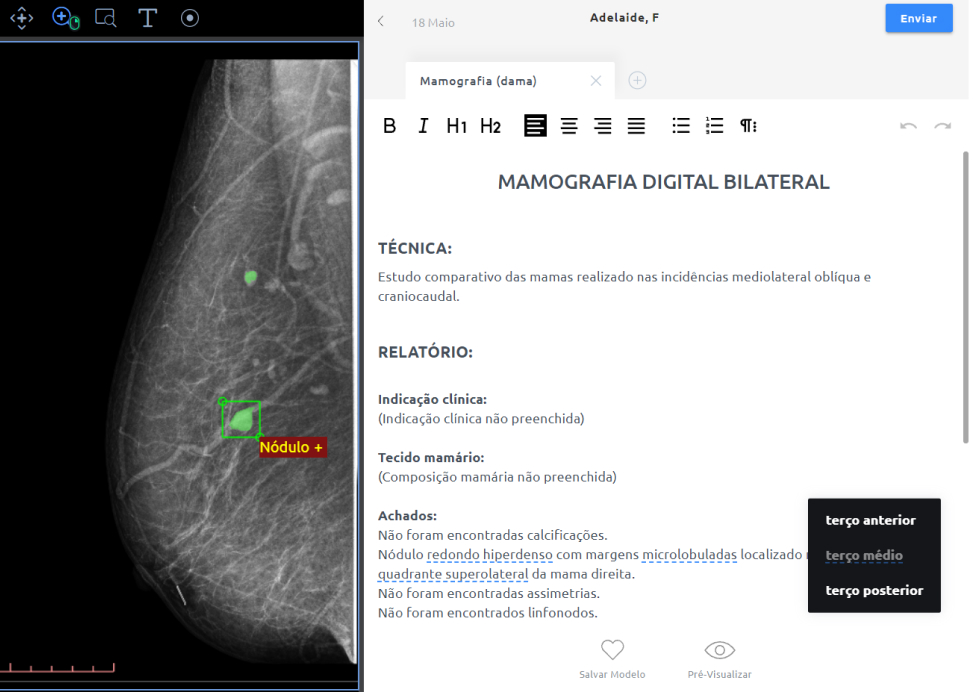 T
18 Maio
Adelaide, F
Enviar
Mamografia (dama)
B I H1 H2
MAMOGRAFIA DIGITAL BILATERAL
TÉCNICA:
Estudo comparativo das mamas realizado nas incidências mediolateral oblíqua e
craniocaudal.
RELATÓRIO:
Indicação clínica:
(Indicação clínica não preenchida)
Tecido mamário:
(Composição mamária não preenchida)
Achados:
Não foram encontradas calcificações.
Nódulo redondo hiperdenso com margens microlobuladas localizado
quadrante superolateral da mama direita.
Não foram encontradas assimetrias.
Não foram encontrados linfonodos.
terço anterior
terço médio
terço posterior
Nódulo +
Salvar Modelo
Pré-Visualizar